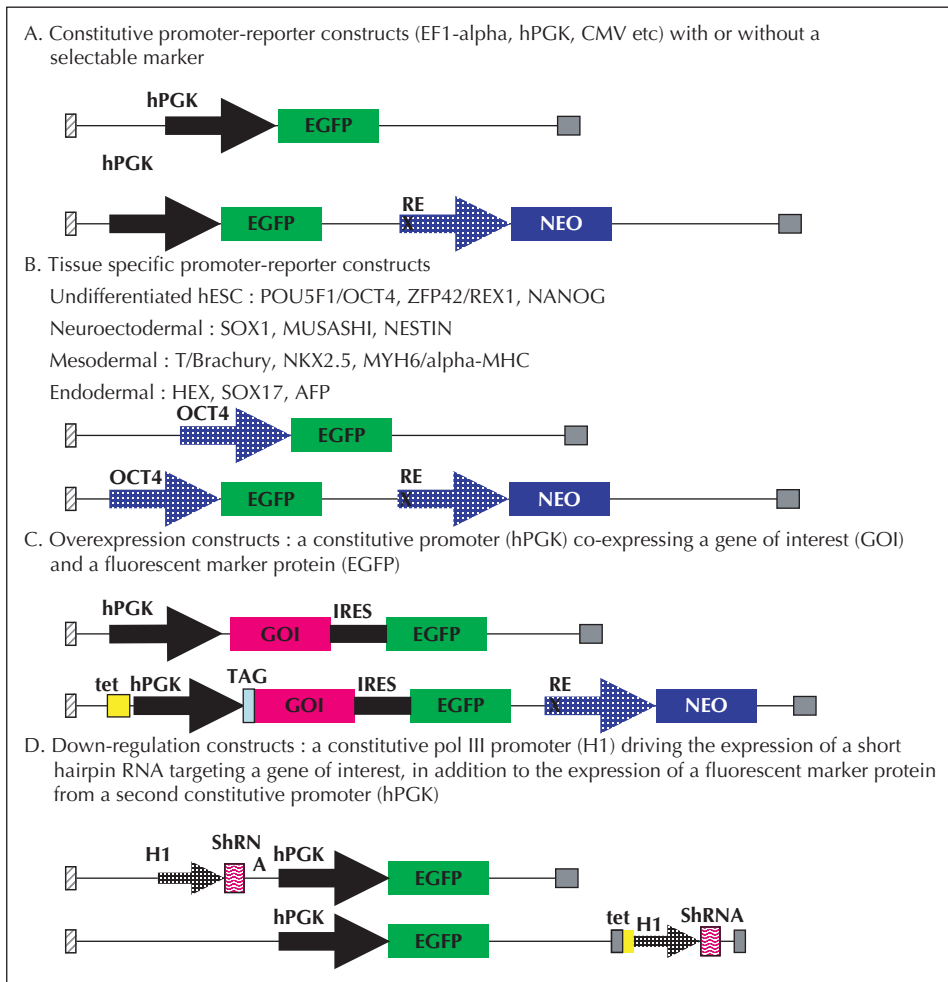 A. Constitutive promoter-reporter constructs (EF1-alpha, hPGK, CMV etc) with or without a
selectable marker
hPGK
EGFP
hPGK
RE
X
EGFP
NEO
B. Tissue specific promoter-reporter constructs
Undifferentiated hESC : POU5F1/OCT4, ZFP42/REX1, NANOG
Neuroectodermal : SOX1, MUSASHI, NESTIN
Mesodermal : T/Brachury, NKX2.5, MYH6/alpha-MHC
Endodermal : HEX, SOX17, AFP
OCT4
EGFP
OCT4
RE
X
EGFP
NEO
C. Overexpression constructs : a constitutive promoter (hPGK) co-expressing a gene of interest (GOI)
and a fluorescent marker protein (EGFP)
hPGK
IRES
GOI
EGFP
tet
hPGK
TAG
IRES
RE
X
GOI
EGFP
NEO
D. Down-regulation constructs : a constitutive pol III promoter (H1) driving the expression of a short
hairpin RNA targeting a gene of interest, in addition to the expression of a fluorescent marker protein
from a second constitutive promoter (hPGK)
H1
ShRN
A
hPGK
EGFP
hPGK
EGFP
tet
H1
ShRNA